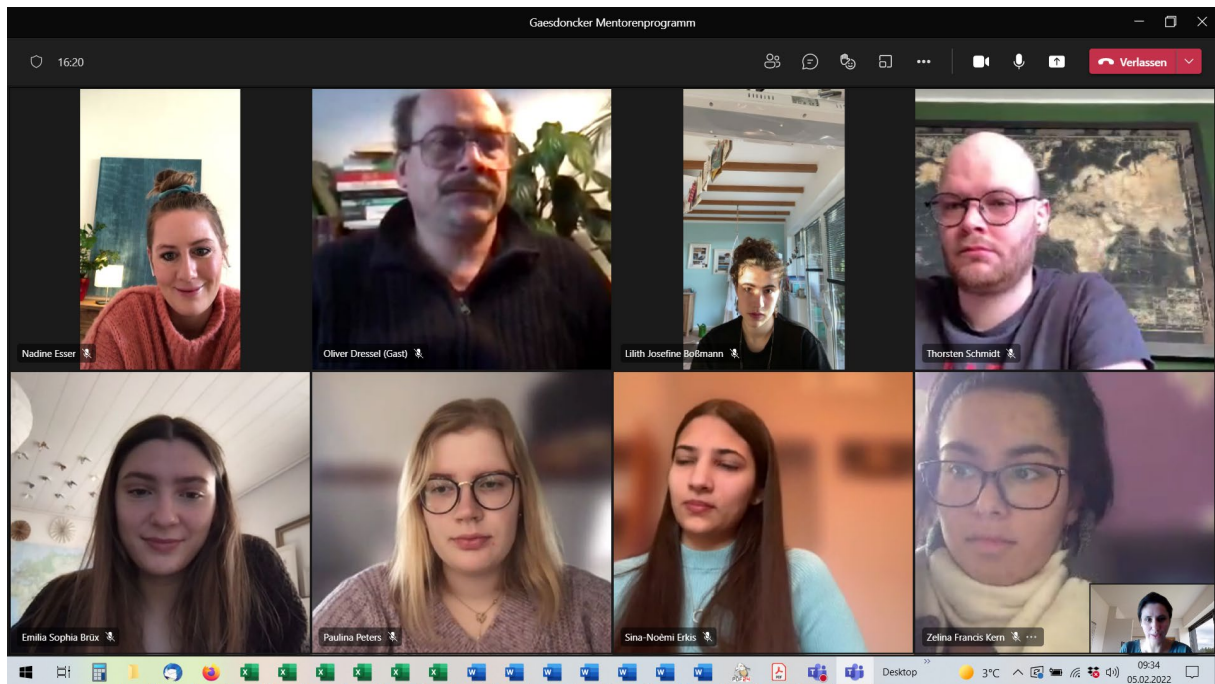 Gaesdoncker Mentorenprogramm
16:20
Verlassen
Nadine Esser
Oliver Dressel (Gast)
Lilith Josefine Boßmann
Thorsten Schmidt
Emilia Sophia Brüx
Paulina Peters
Sina-Noëmi Erkis
Zelina Francis Kern
Desktop
3°C
09:34
05.02.2022